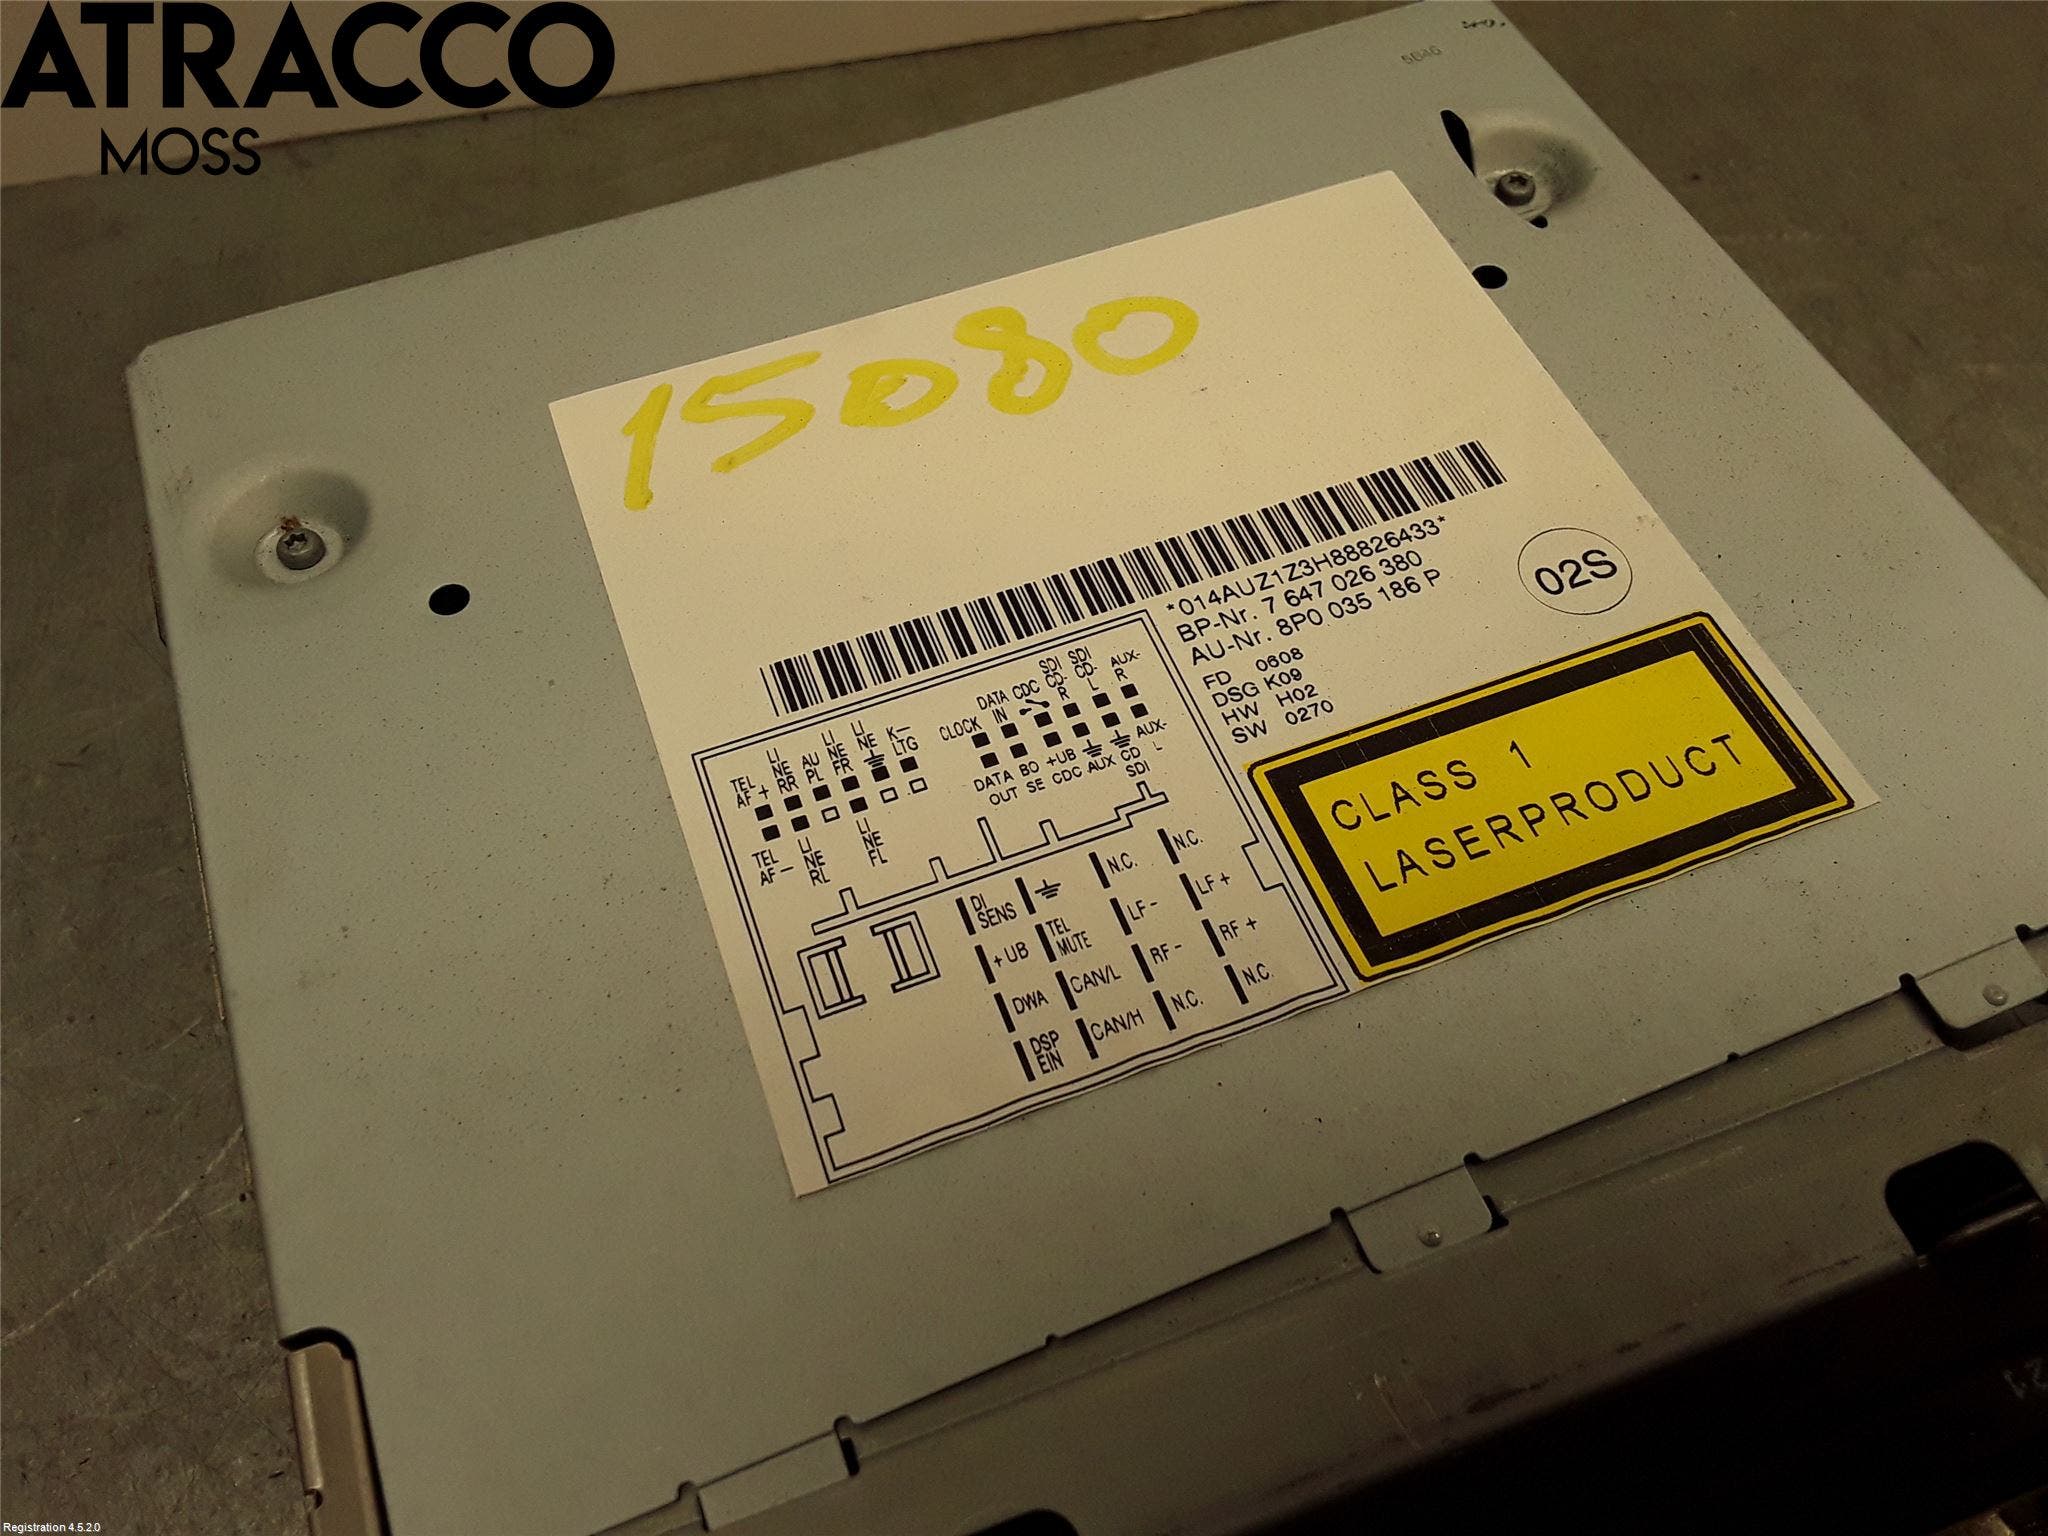 ATRACCO
MOSS
5846
15080
*014AUZ1Z3H88826433*
BP-Nr. 7 647 026 380
AU-Nr. 8P0 035 186 P
FD 0608
DSG K09
HW H02
SW 0270
02S
CLASS 1
LASERPRODUCT
TEL AF + LINE RR AU PL LINE FR LINE K-LTG
TEL AF - LINE RL LINE FL
CLOCK DATA IN CDC SDI CD-R SDI CD-L AUX-R
DATA OUT BO SE +UB CDC AUX CD SDI AUX-L
DI SENS N.C. N.C.
+UB TEL MUTE LF- LF+
DWA CAN/L RF- RF+
DSP EIN CAN/H N.C. N.C.
Registration 4.5.2.0